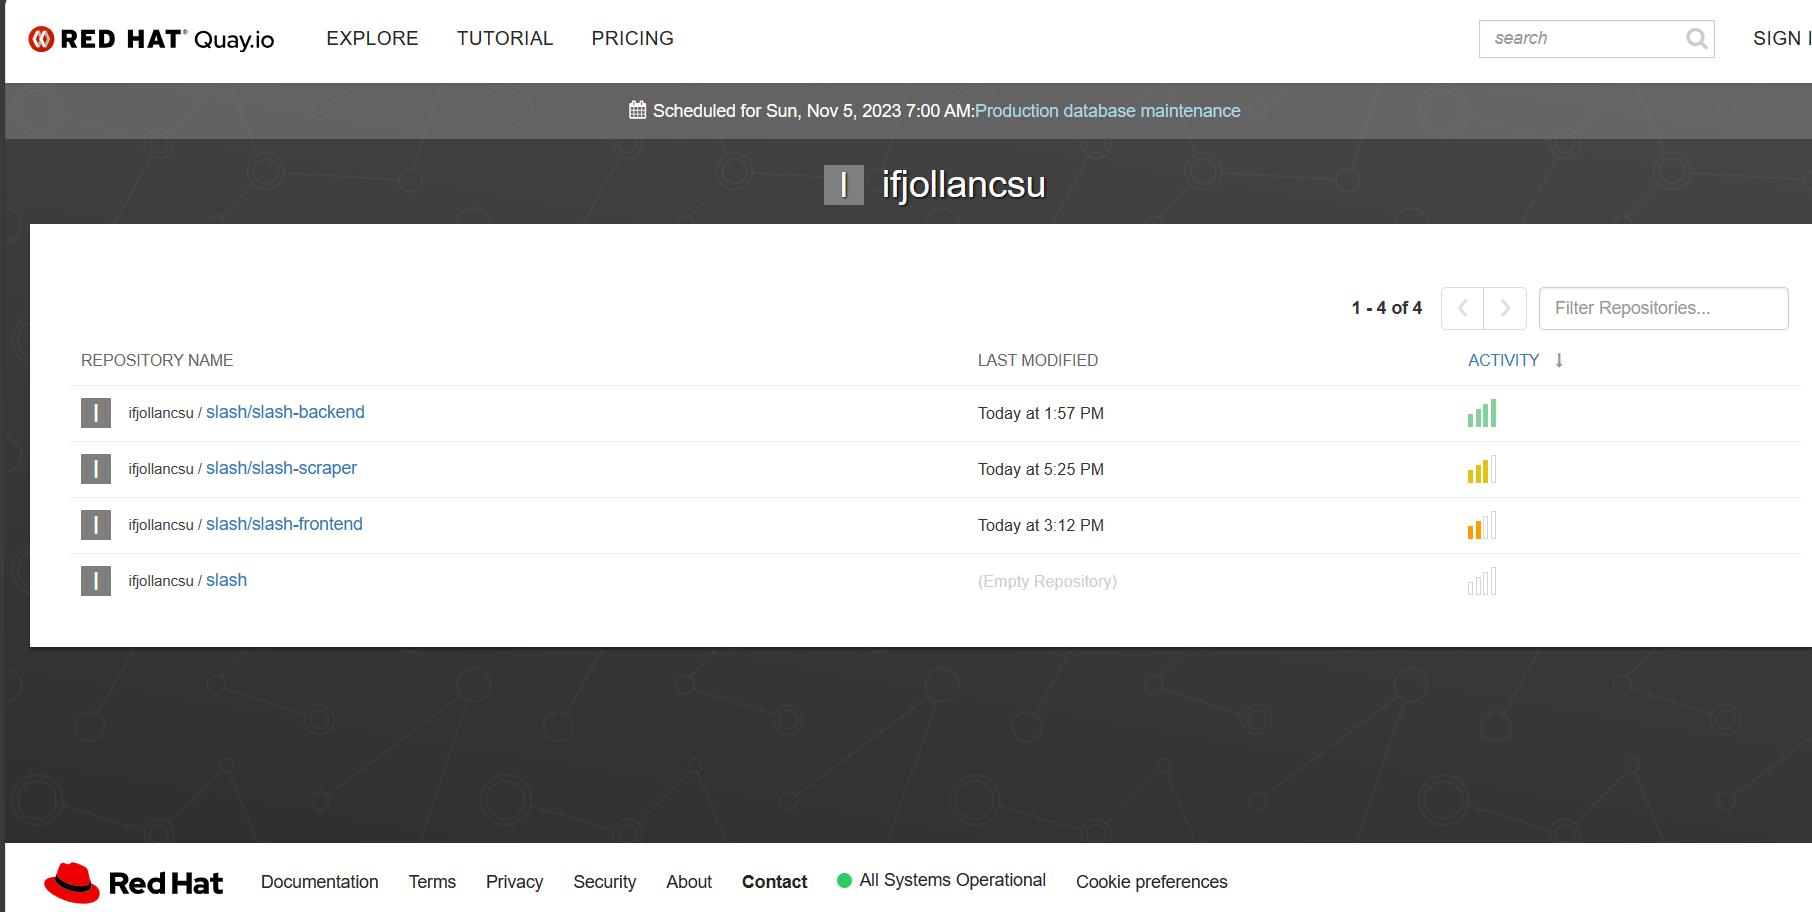 RED HAT® Quay.io EXPLORE TUTORIAL PRICING search SIGN I
Scheduled for Sun, Nov 5, 2023 7:00 AM:Production database maintenance
I ifjollancsu
1 - 4 of 4 Filter Repositories...
REPOSITORY NAME LAST MODIFIED ACTIVITY
I ifjollancsu / slash/slash-backend Today at 1:57 PM
I ifjollancsu / slash/slash-scraper Today at 5:25 PM
I ifjollancsu / slash/slash-frontend Today at 3:12 PM
I ifjollancsu / slash (Empty Repository)
Red Hat Documentation Terms Privacy Security About Contact All Systems Operational Cookie preferences